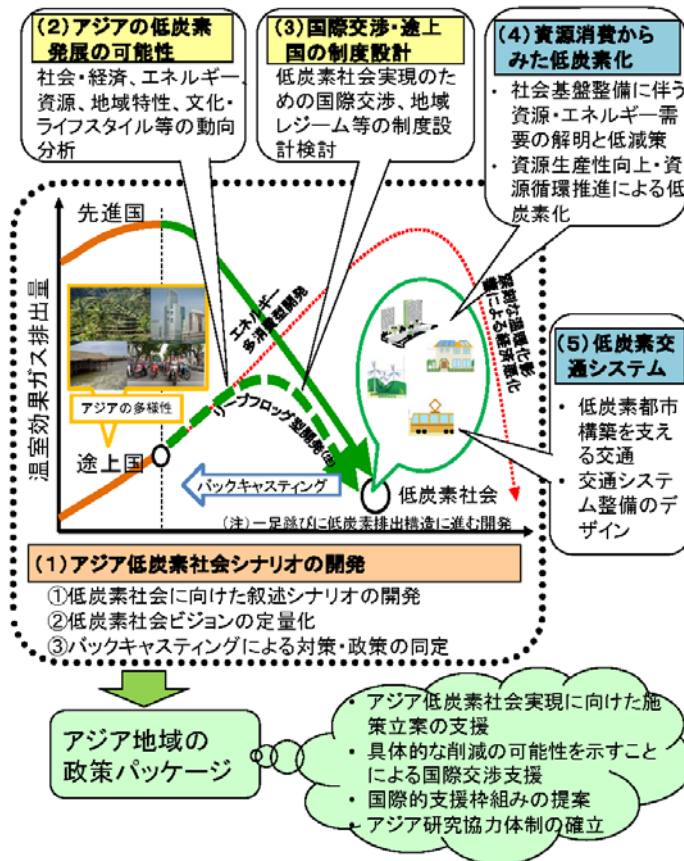 (2)アジアの低炭素
発展の可能性
社会・経済、エネルギー、
資源、地域特性、文化・
ライフスタイル等の動向
分析
(3)国際交渉・途上
国の制度設計
低炭素社会実現のた
めの国際交渉、地域
レジーム等の制度設
計検討
(4)資源消費から
みた低炭素化
・ 社会基盤整備に伴う
資源・エネルギー需
要の解明と低減策
・ 資源生産性向上・資
源循環推進による低
炭素化
先進国
温室効果ガス排出量
エネルギー
多消費型開発
深刻な温暖化影
響による経済悪化
アジアの多様性
リープフロッグ型開発(注)
途上国
バックキャスティング
低炭素社会
(注)一足跳びに低炭素排出構造に進む開発
(5)低炭素交
通システム
・ 低炭素都市
構築を支え
る交通
・ 交通システ
ム整備のデ
ザイン
(1)アジア低炭素社会シナリオの開発
①低炭素社会に向けた叙述シナリオの開発
②低炭素社会ビジョンの定量化
③バックキャスティングによる対策・政策の同定
アジア地域の
政策パッケージ
・ アジア低炭素社会実現に向けた施
策立案の支援
・ 具体的な削減の可能性を示すこと
による国際交渉支援
・ 国際的支援枠組みの提案
・ アジア研究協力体制の確立